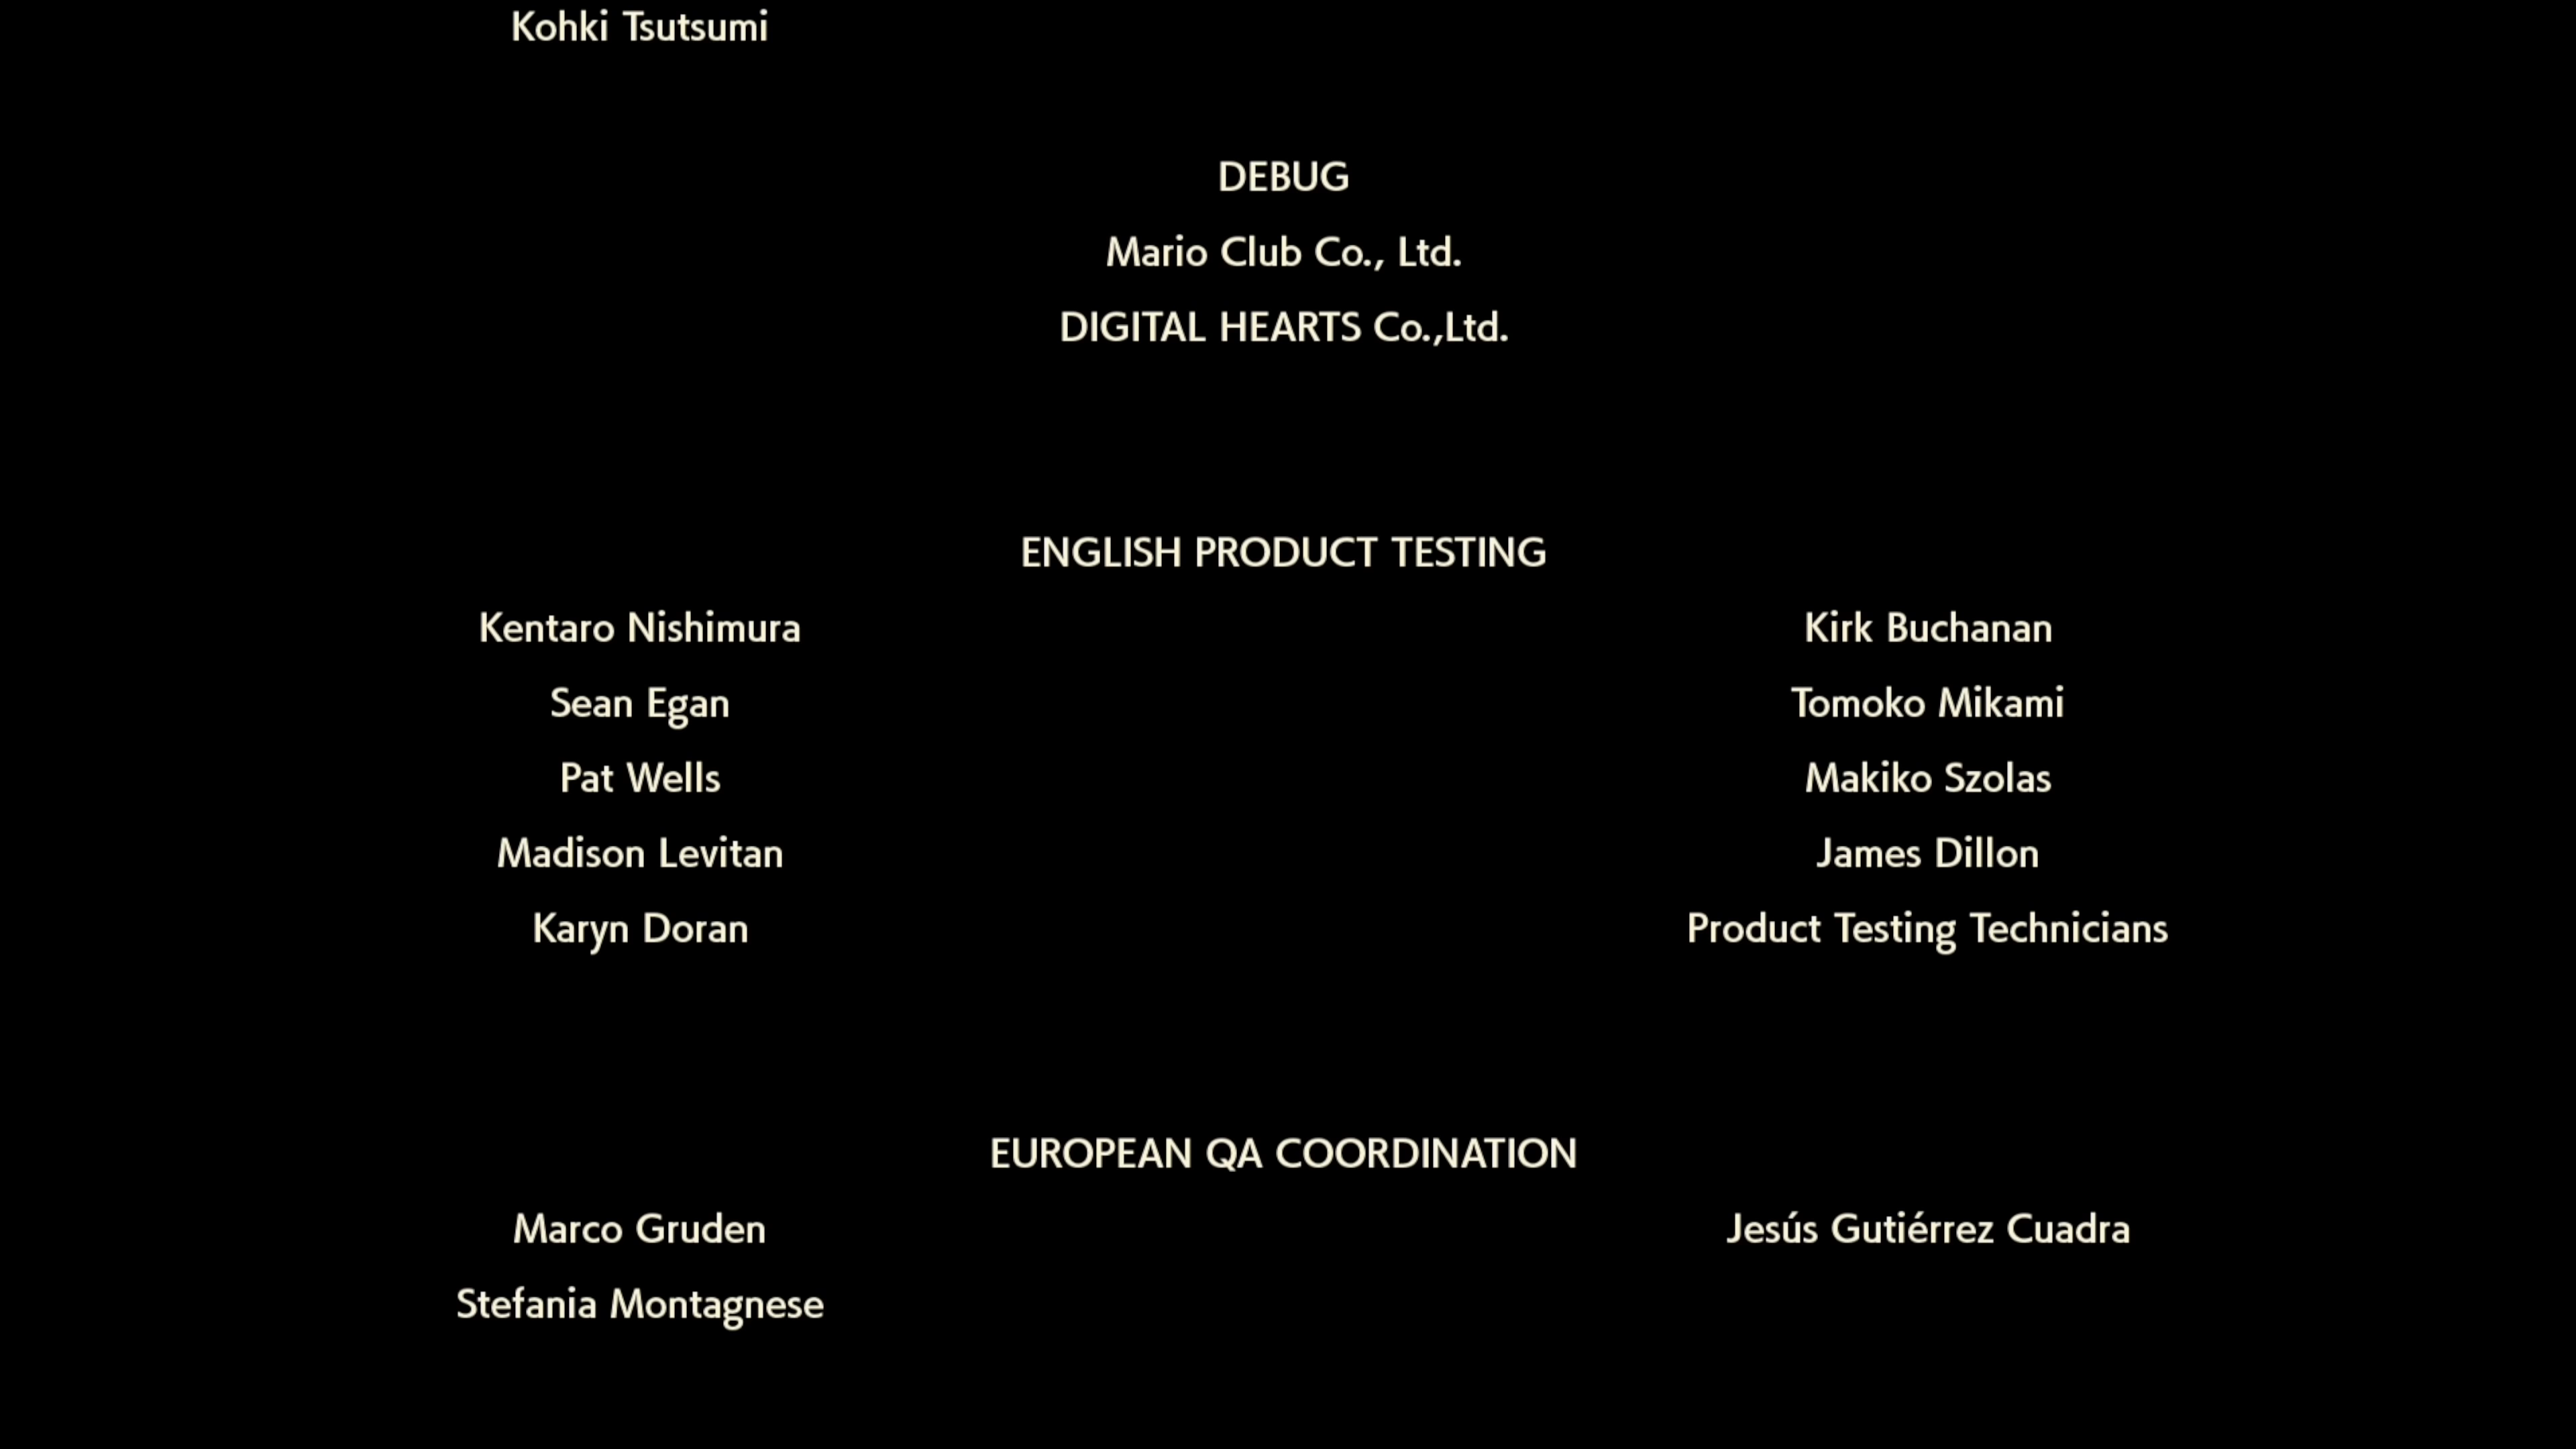 Kohki Tsutsumi
DEBUG
Mario Club Co., Ltd.
DIGITAL HEARTS Co.,Ltd.
ENGLISH PRODUCT TESTING
Kentaro Nishimura Kirk Buchanan
Sean Egan Tomoko Mikami
Pat Wells Makiko Szolas
Madison Levitan James Dillon
Karyn Doran Product Testing Technicians
EUROPEAN QA COORDINATION
Marco Gruden Jesús Gutiérrez Cuadra
Stefania Montagnese